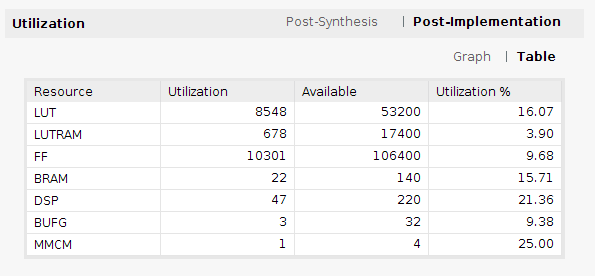 Utilization Post-Synthesis | Post-Implementation
Graph | Table
Resource Utilization Available Utilization %
LUT 8548 53200 16.07
LUTRAM 678 17400 3.90
FF 10301 106400 9.68
BRAM 22 140 15.71
DSP 47 220 21.36
BUFG 3 32 9.38
MMCM 1 4 25.00